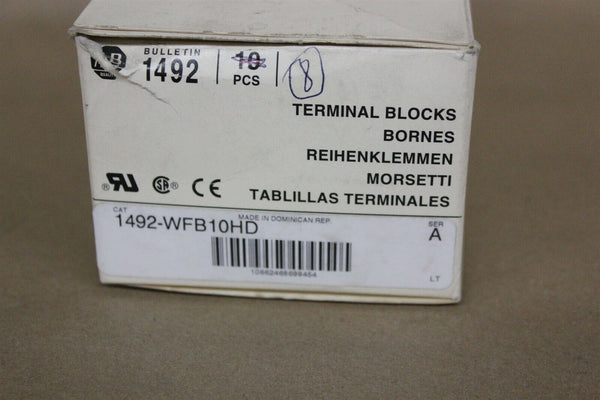 A-B
QUALITY
BULLETIN
1492
10
PCS
8
TERMINAL BLOCKS
BORNES
REIHENKLEMMEN
MORSETTI
TABLILLAS TERMINALES
CAT
1492-WFB10HD
MADE IN DOMINICAN REP.
SER
A
LT